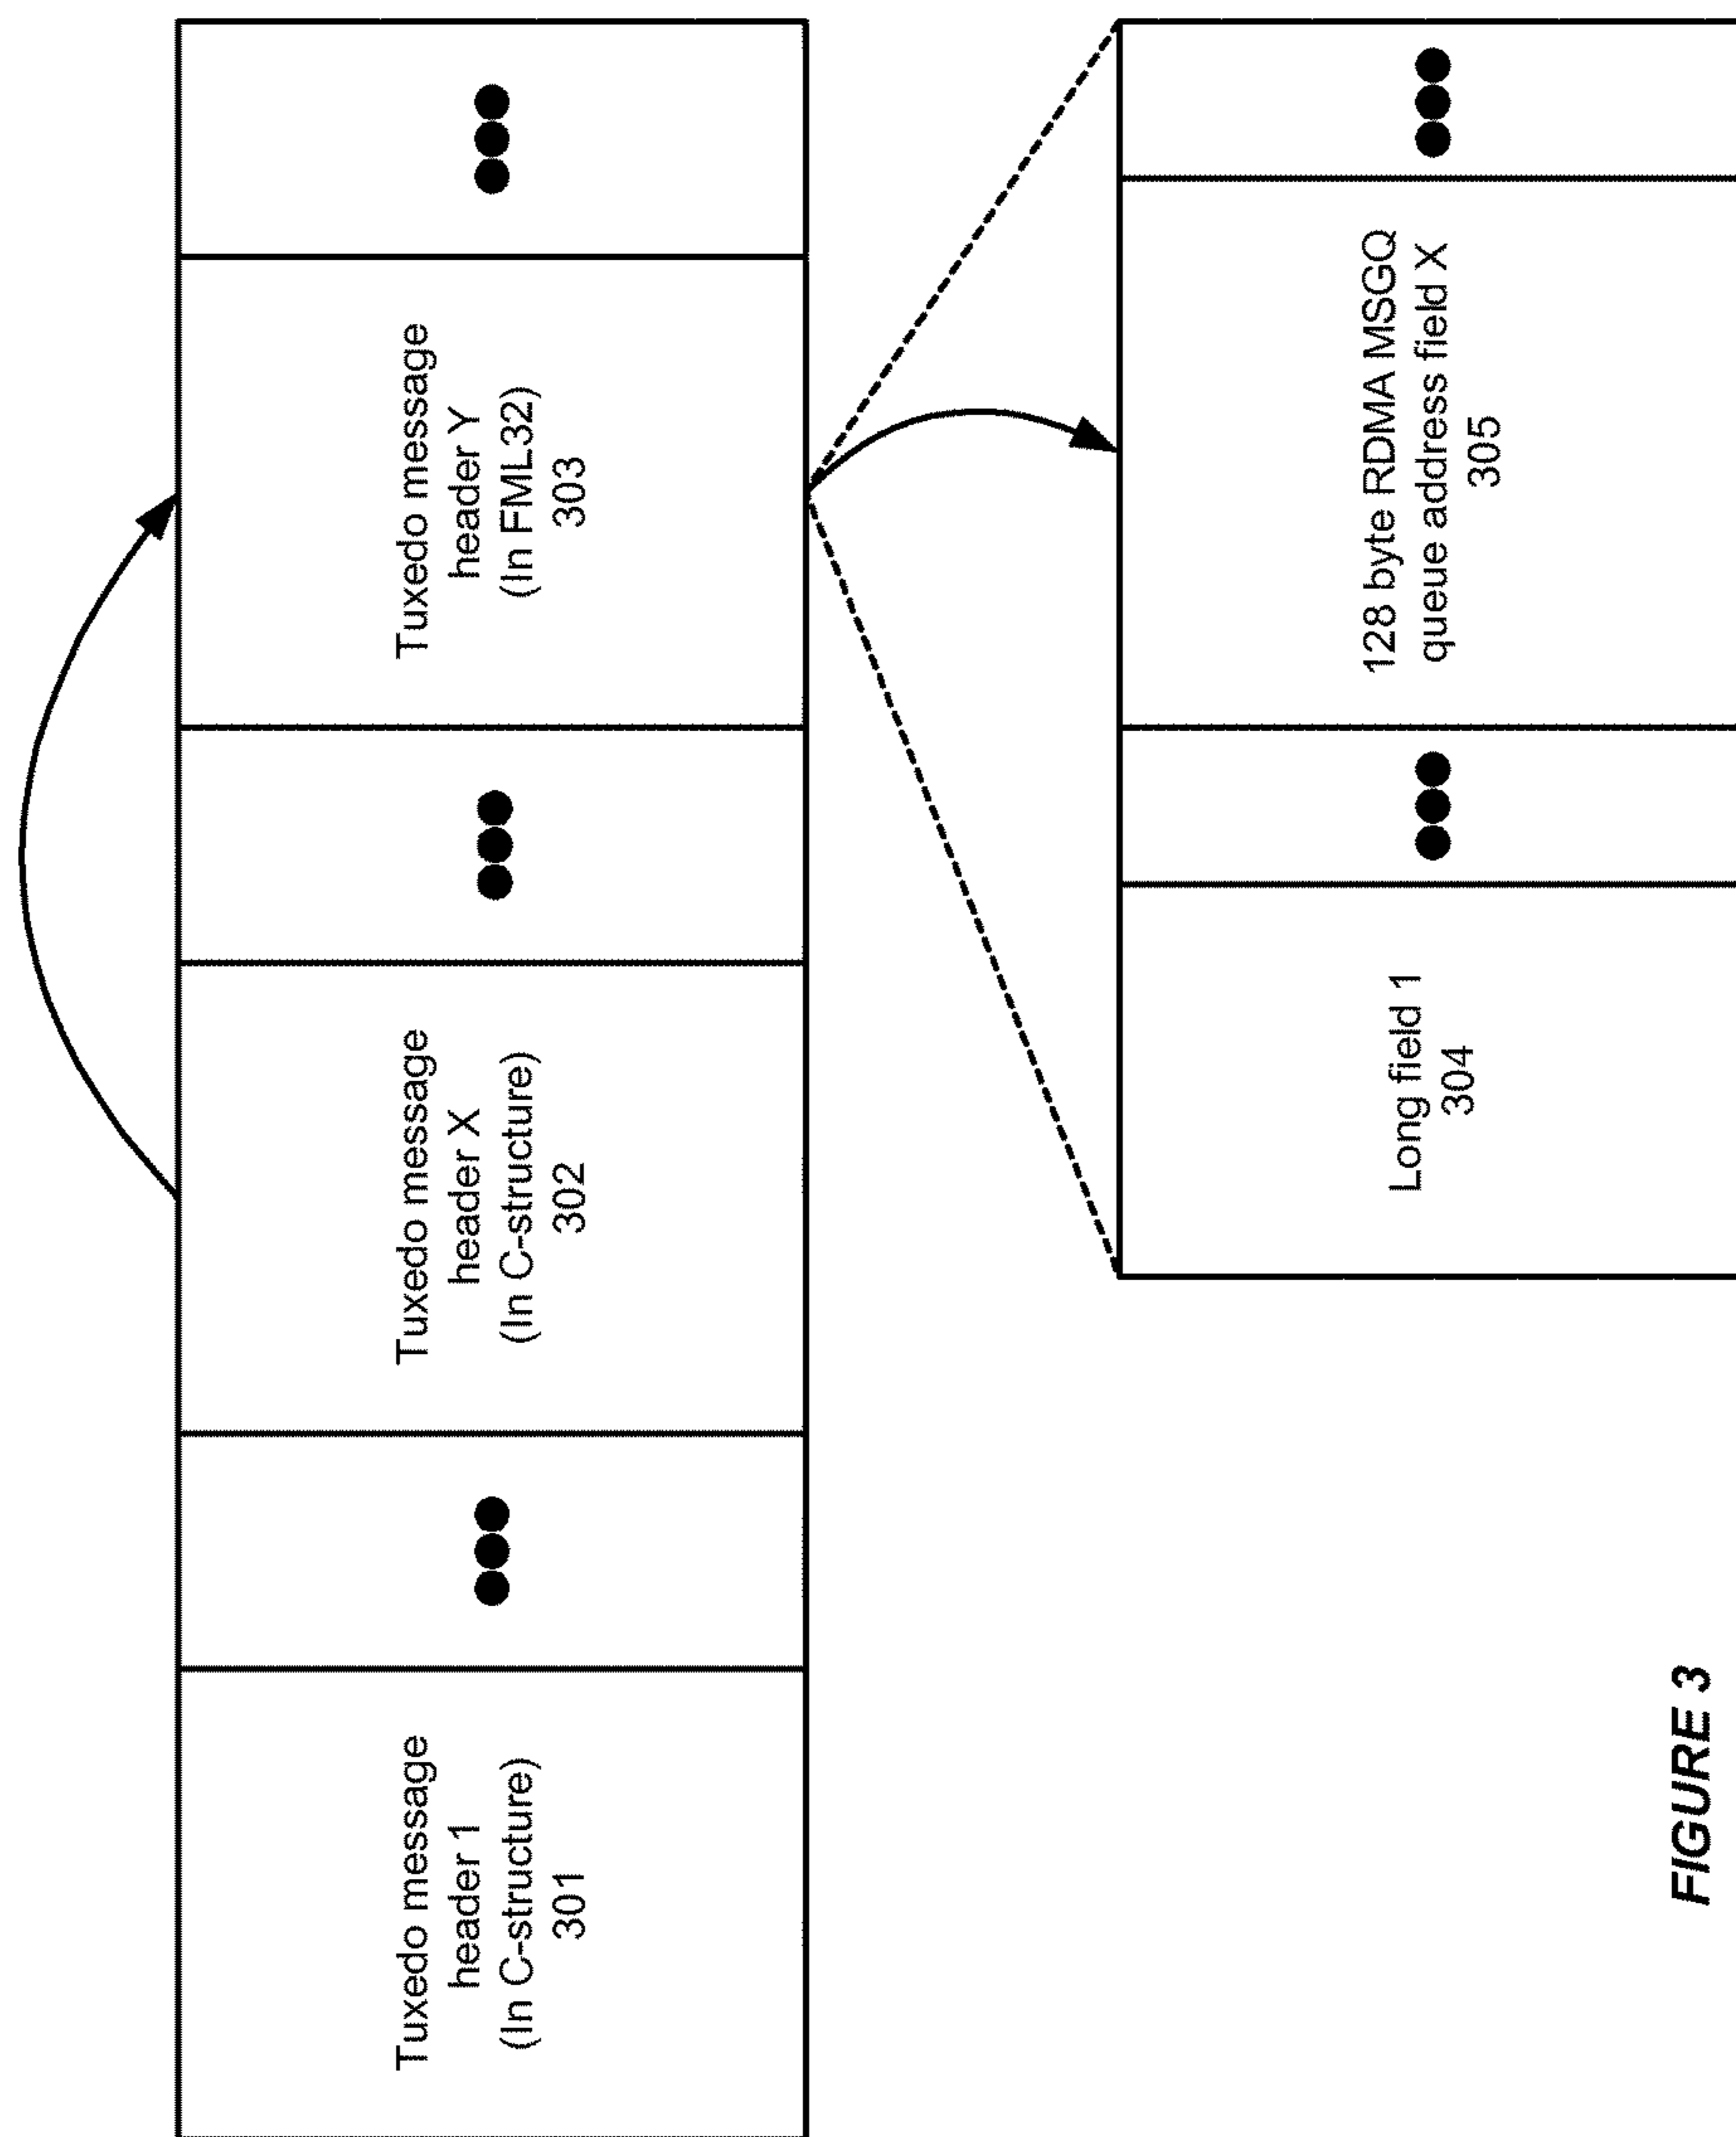 Tuxedo message
header 1
(In C-structure)
301
Tuxedo message
header X
(In C-structure)
302
Tuxedo message
header Y
(In FML32)
303
Long field 1
304
128 byte RDMA MSGQ
queue address field X
305
FIGURE 3